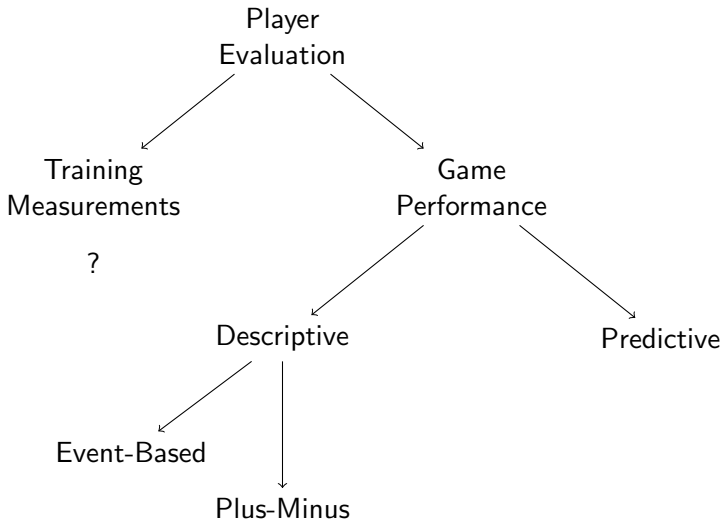 Player
Evaluation
Training
Measurements
Game
Performance
?
Descriptive
Predictive
Event-Based
Plus-Minus